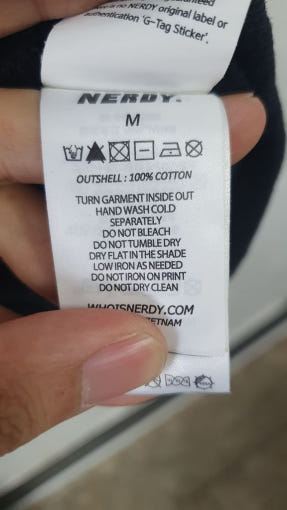 is no NERDY original label or
authentication 'G-Tag Sticker'.
NERDY.
M
OUTSHELL : 100% COTTON
TURN GARMENT INSIDE OUT
HAND WASH COLD
SEPARATELY
DO NOT BLEACH
DO NOT TUMBLE DRY
DRY FLAT IN THE SHADE
LOW IRON AS NEEDED
DO NOT IRON ON PRINT
DO NOT DRY CLEAN
WHOISNERDY.COM
VIETNAM